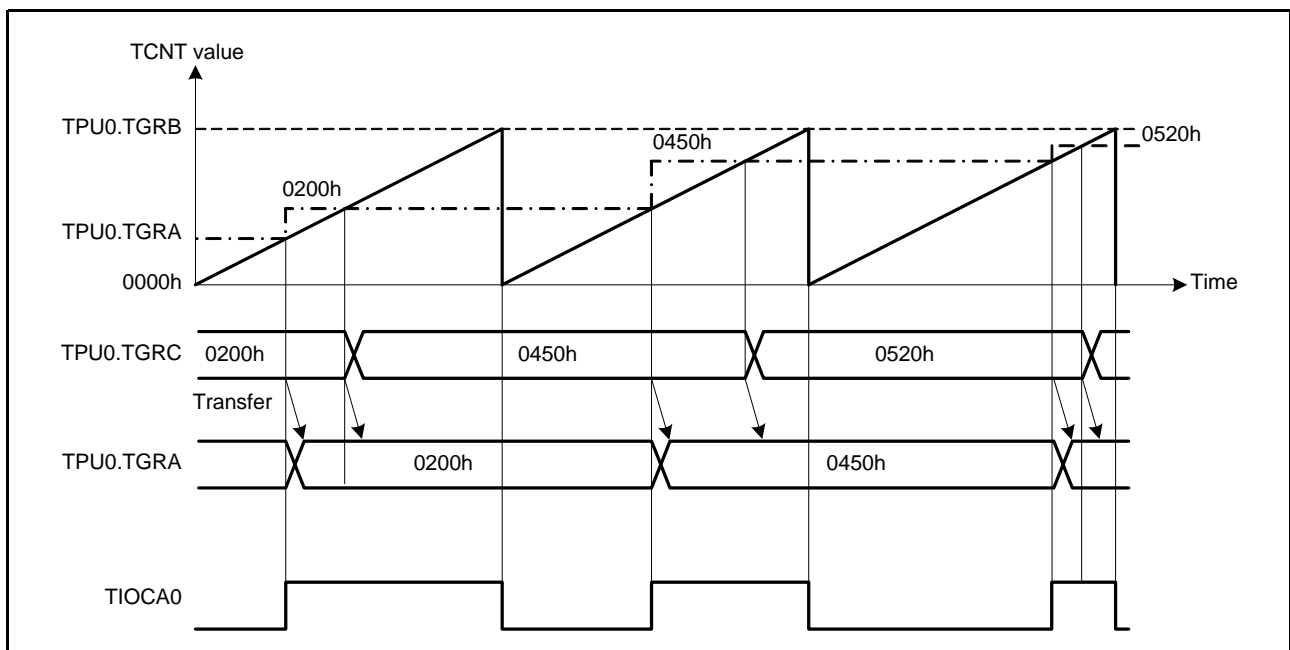 TCNT value
TPU0.TGRB
0520h
0450h
0200h
TPU0.TGRA
0000h
Time
TPU0.TGRC
0200h
0450h
0520h
Transfer
TPU0.TGRA
0200h
0450h
TIOCA0